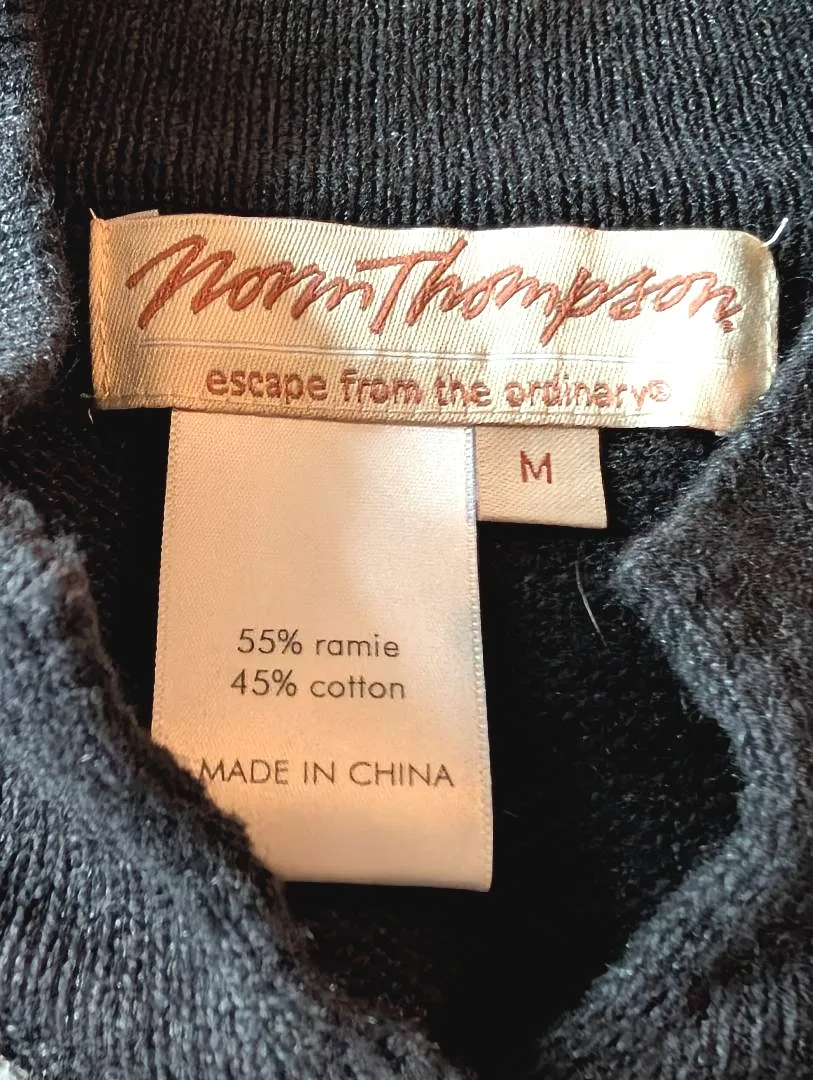 Norm Thompson
escape from the ordinary®
M
55% ramie
45% cotton
MADE IN CHINA